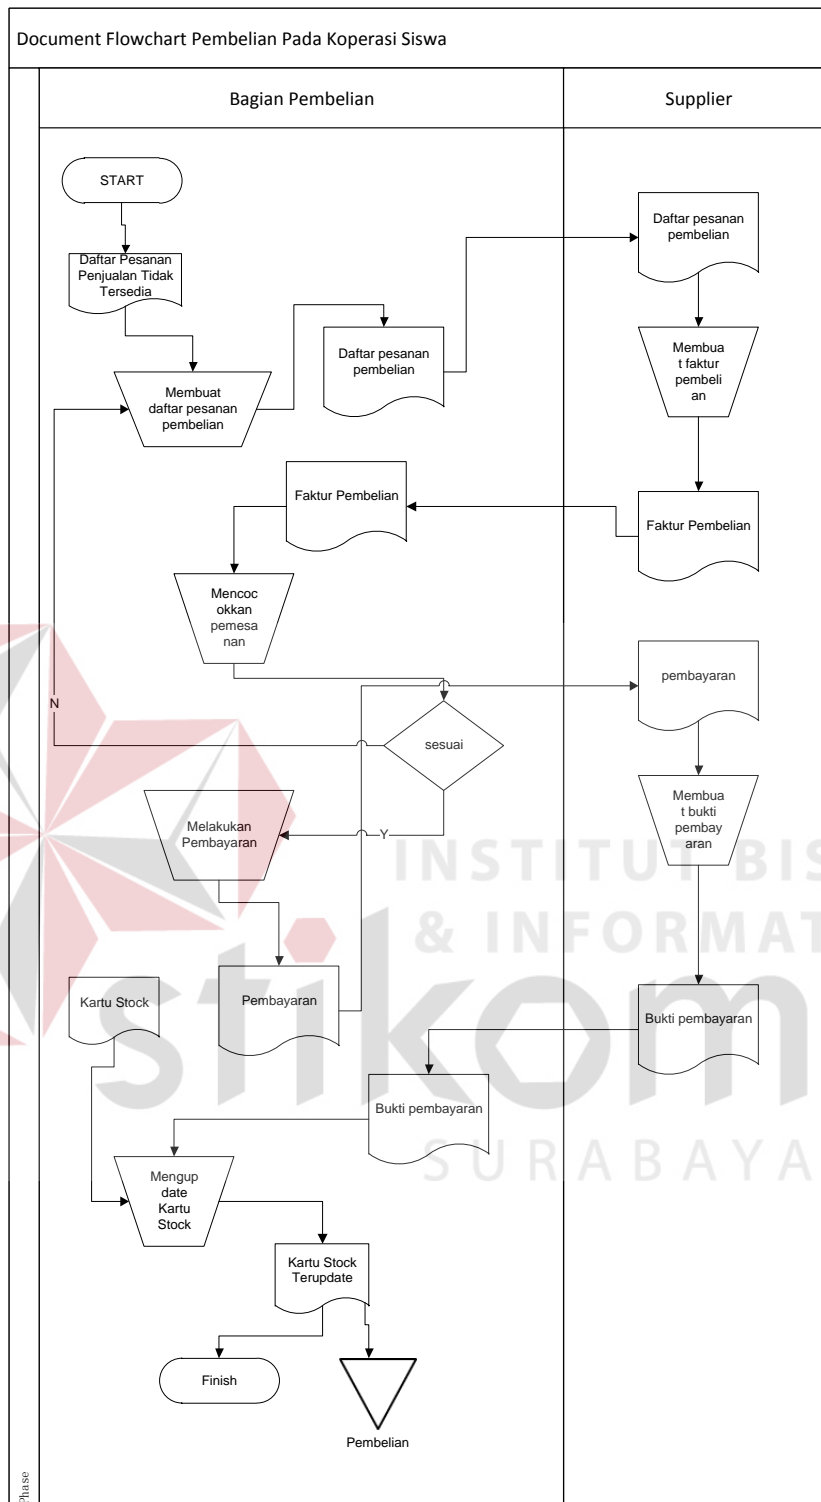 Document Flowchart Pembelian Pada Koperasi Siswa
Bagian Pembelian
Supplier
START
Daftar Pesanan
Penjualan Tidak
Tersedia
Membuat
daftar pesanan
pembelian
Daftar pesanan
pembelian
Daftar pesanan
pembelian
Membua
t faktur
pembeli
an
Faktur Pembelian
Faktur Pembelian
Mencoc
okkan
pemesa
nan
sesuai
N
Y
Melakukan
Pembayaran
Pembayaran
pembayaran
Membua
t bukti
pembay
aran
Bukti pembayaran
Bukti pembayaran
Kartu Stock
Mengup
date
Kartu
Stock
Kartu Stock
Terupdate
Finish
Pembelian
Phase
INSTITUT BIS
& INFORMAT
stikom
SURABAYA